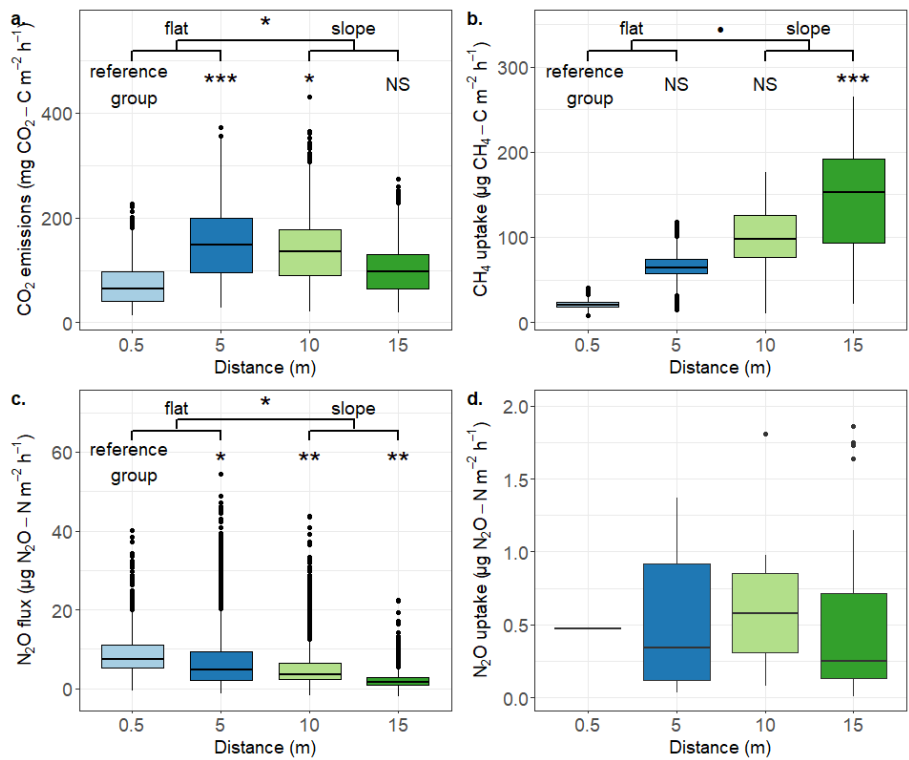 a.
flat * slope
reference
group
*** * NS
CO₂ emissions (mg CO₂−C m⁻² h⁻¹)
400
200
0
0.5 5 10 15
Distance (m)
b.
flat • slope
reference
group
NS NS ***
CH₄ uptake (µg CH₄−C m⁻² h⁻¹)
300
200
100
0
0.5 5 10 15
Distance (m)
c.
flat * slope
reference
group
* ** **
N₂O flux (µg N₂O−N m⁻² h⁻¹)
60
40
20
0
0.5 5 10 15
Distance (m)
d.
N₂O uptake (µg N₂O−N m⁻² h⁻¹)
2.0
1.5
1.0
0.5
0.0
0.5 5 10 15
Distance (m)